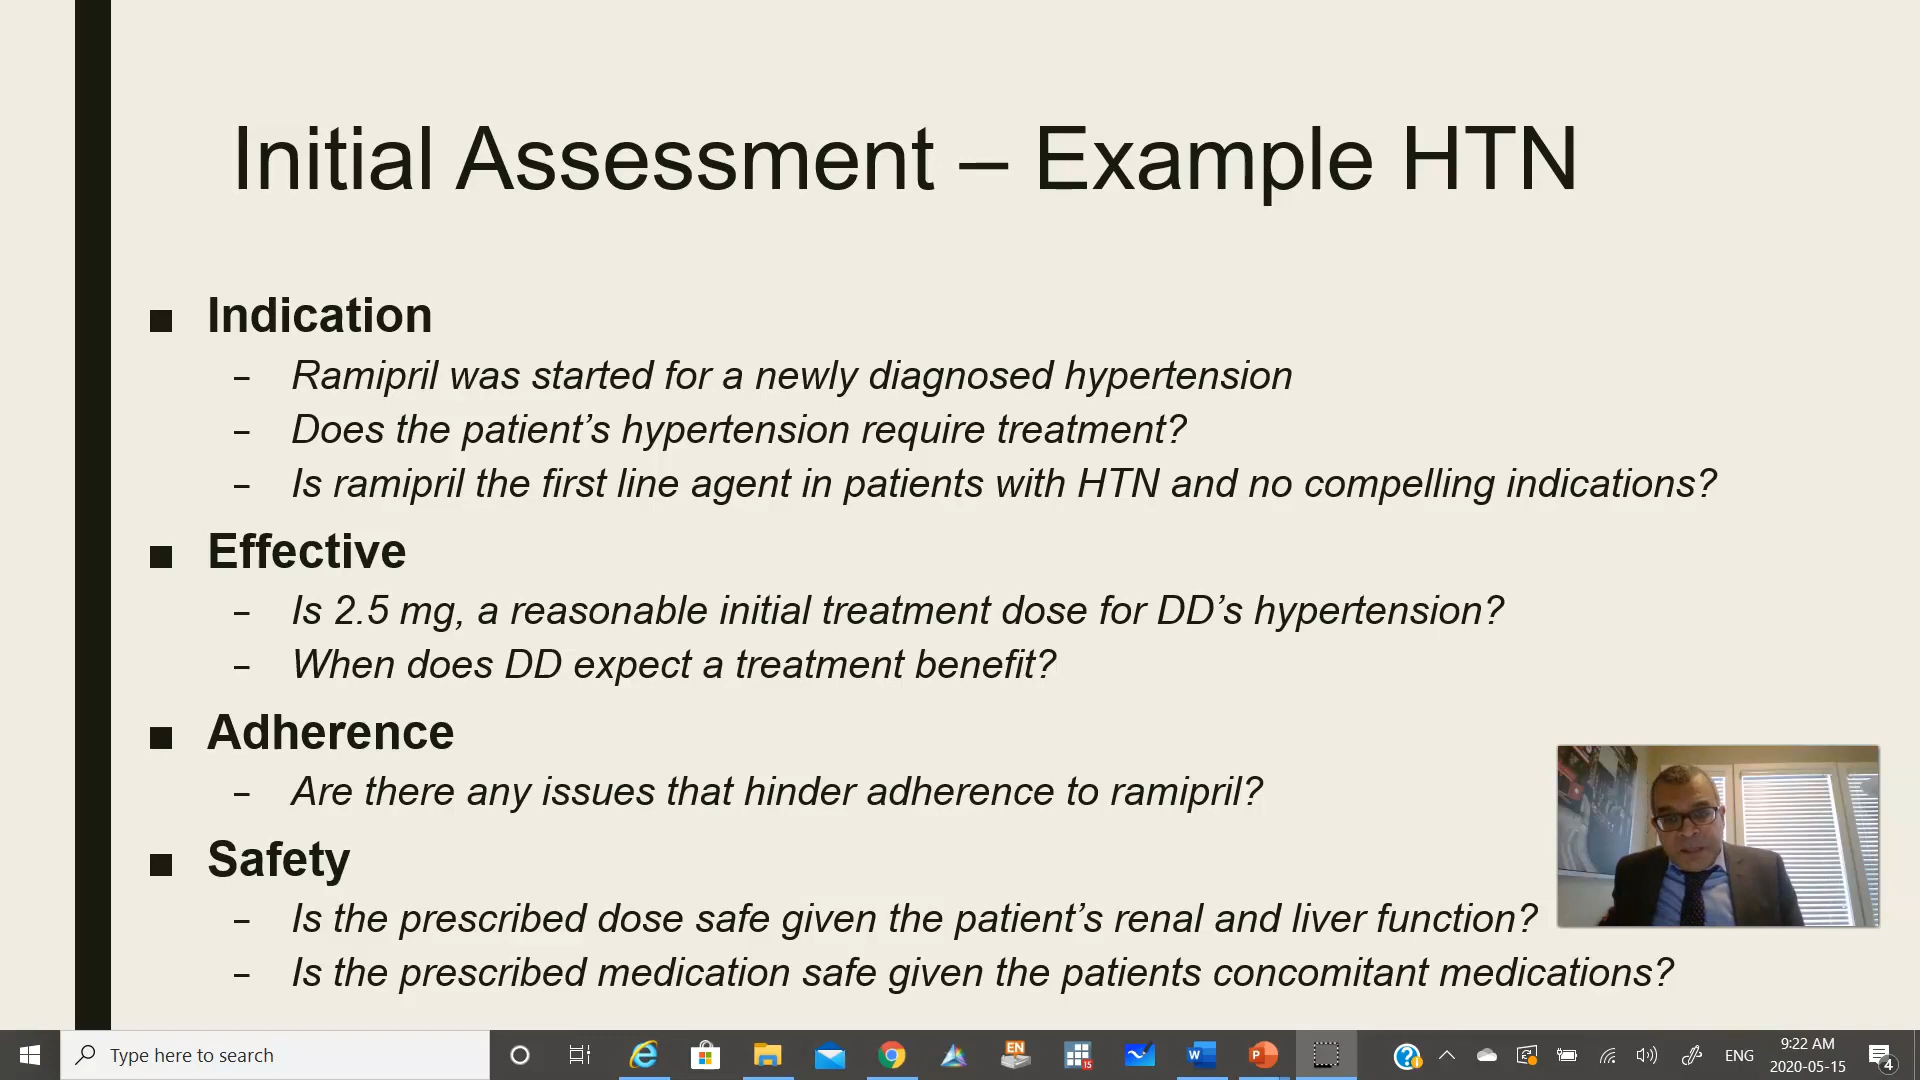 Initial Assessment – Example HTN
■ Indication
– Ramipril was started for a newly diagnosed hypertension
– Does the patient’s hypertension require treatment?
– Is ramipril the first line agent in patients with HTN and no compelling indications?
■ Effective
– Is 2.5 mg, a reasonable initial treatment dose for DD’s hypertension?
– When does DD expect a treatment benefit?
■ Adherence
– Are there any issues that hinder adherence to ramipril?
■ Safety
– Is the prescribed dose safe given the patient’s renal and liver function?
– Is the prescribed medication safe given the patients concomitant medications?
Type here to search
EN
15
W
P
ENG
9:22 AM
2020-05-15
4